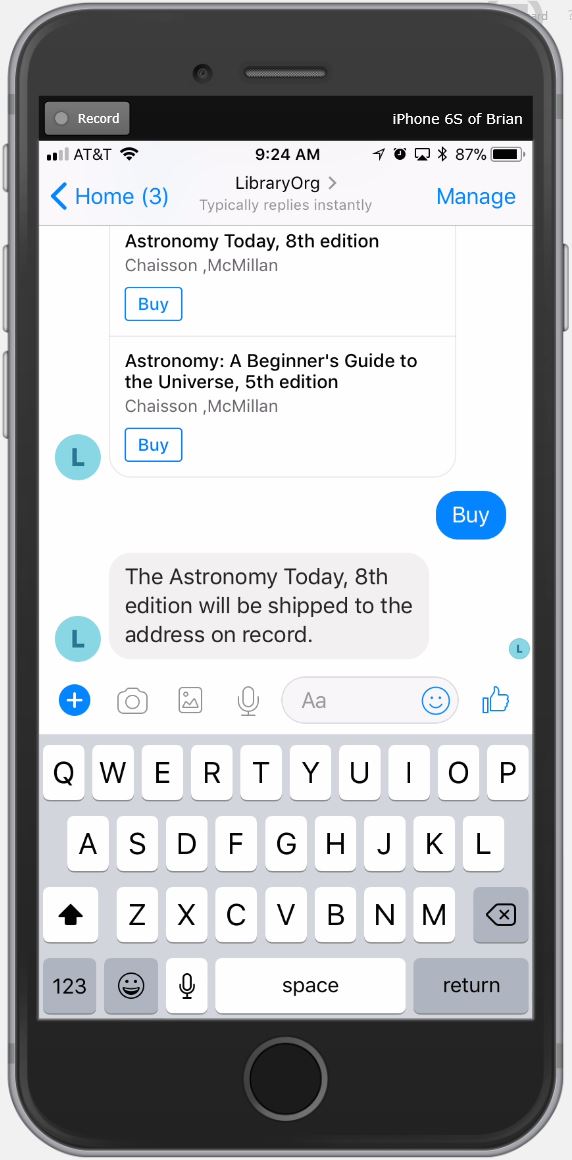 Record
iPhone 6S of Brian
AT&T
9:24 AM
87%
Home (3)
LibraryOrg
Manage
Typically replies instantly
Astronomy Today, 8th edition
Chaisson ,McMillan
Buy
Astronomy: A Beginner's Guide to
the Universe, 5th edition
Chaisson ,McMillan
Buy
L
Buy
The Astronomy Today, 8th
edition will be shipped to the
address on record.
L
L
Aa
Q W E R T Y U I O P
A S D F G H J K L
Z X C V B N M
123
space
return